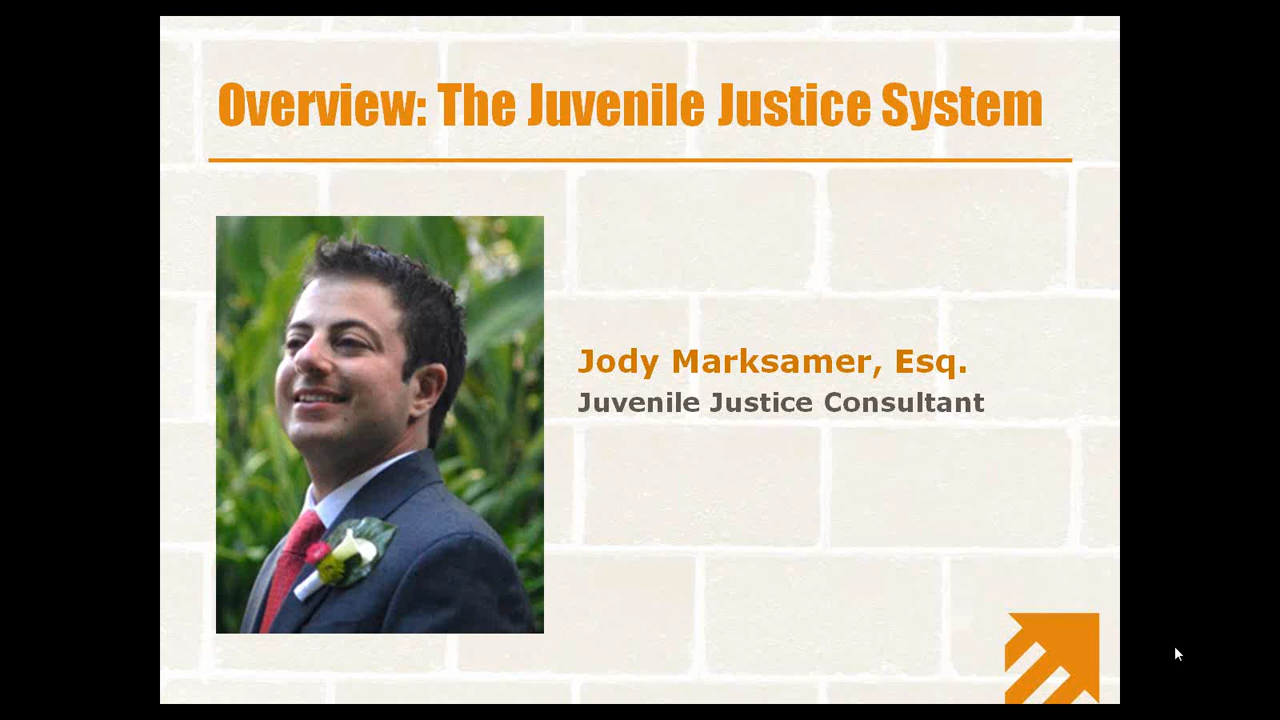 Overview: The Juvenile Justice System
Jody Marksamer, Esq.
Juvenile Justice Consultant